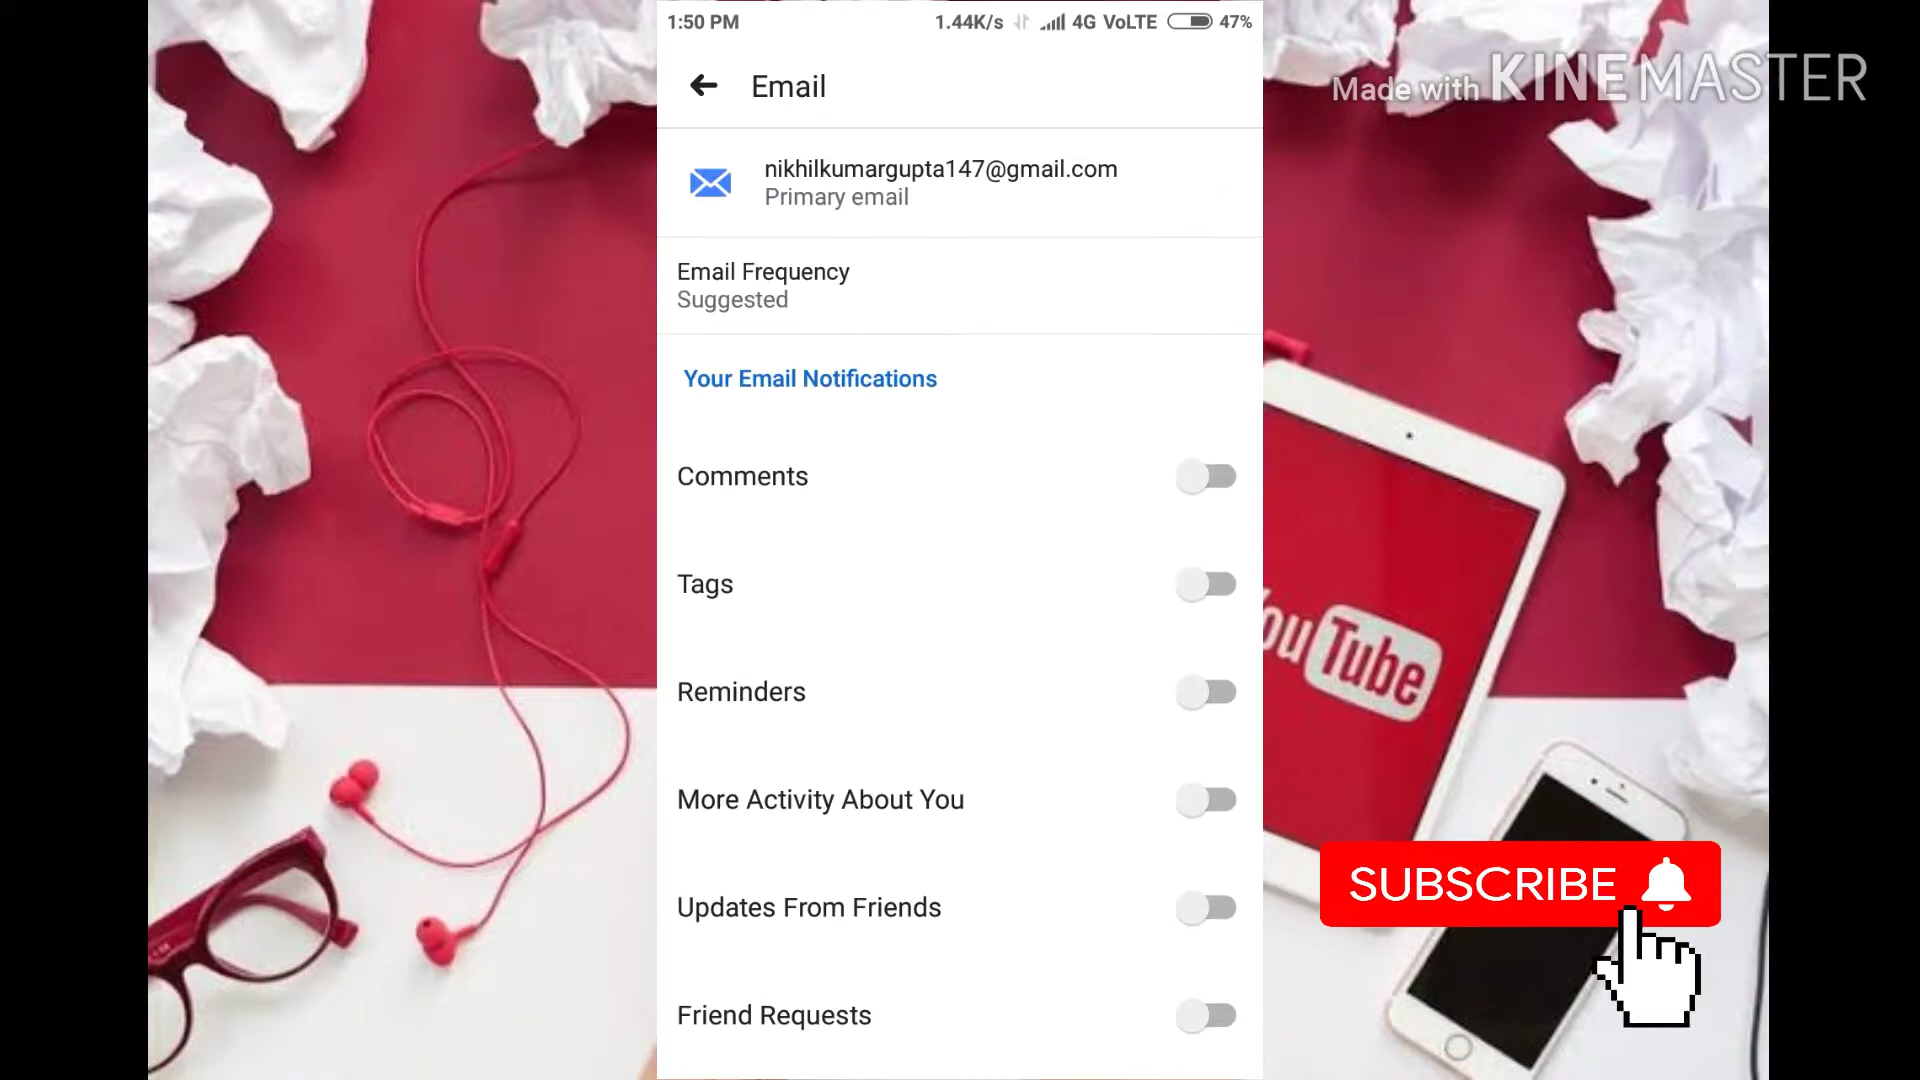 1:50 PM 1.44K/s 4G VoLTE 47%
Made with KINEMASTER
Email
nikhilkumargupta147@gmail.com
Primary email
Email Frequency
Suggested
Your Email Notifications
Comments
Tags
Reminders
ouTube
More Activity About You
SUBSCRIBE
Updates From Friends
Friend Requests